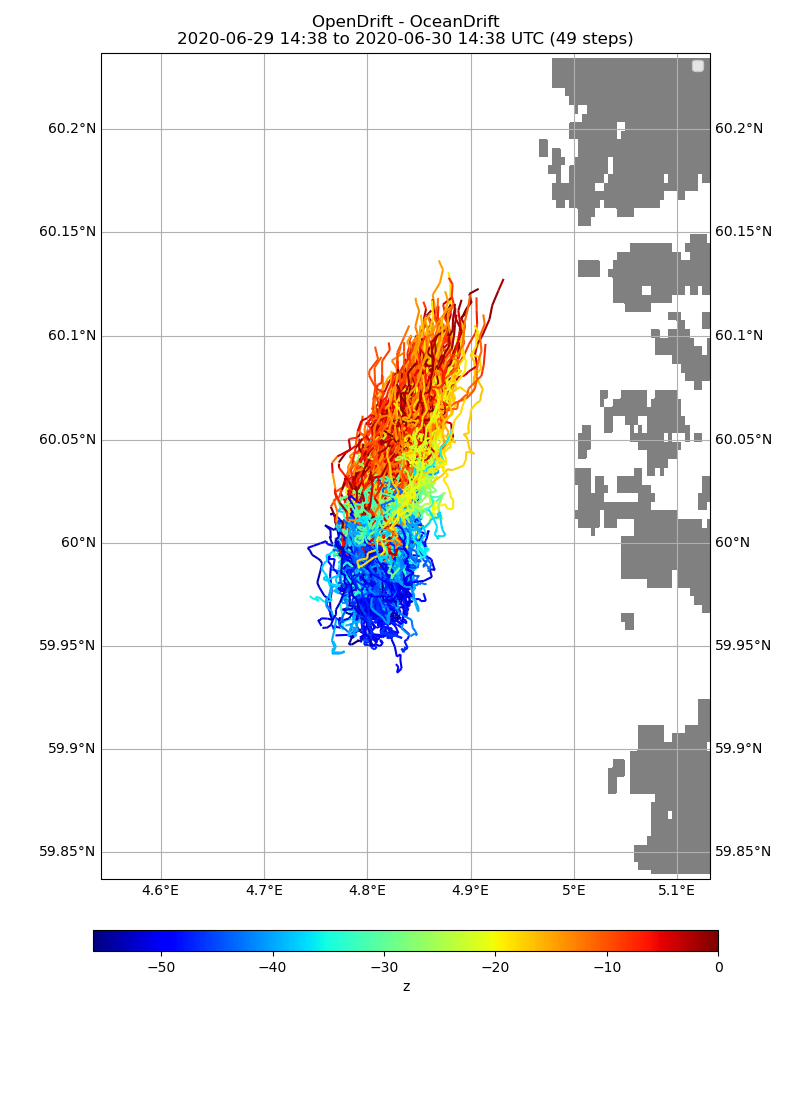 OpenDrift - OceanDrift
2020-06-29 14:38 to 2020-06-30 14:38 UTC (49 steps)
60.2°N 60.2°N
60.15°N 60.15°N
60.1°N 60.1°N
60.05°N 60.05°N
60°N 60°N
59.95°N 59.95°N
59.9°N 59.9°N
59.85°N 59.85°N
4.6°E 4.7°E 4.8°E 4.9°E 5°E 5.1°E
−50 −40 −30 −20 −10 0
z